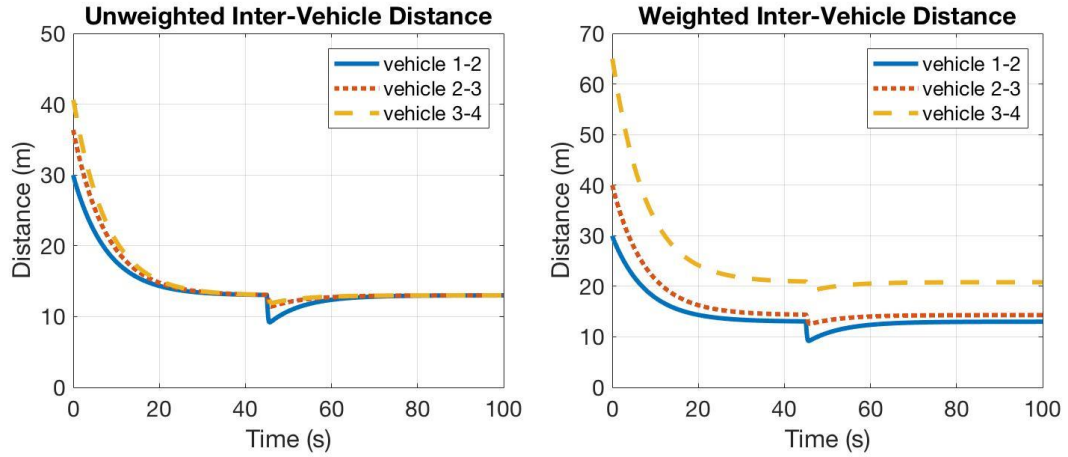 Unweighted Inter-Vehicle Distance
50
40
30
20
10
0
Distance (m)
vehicle 1-2
vehicle 2-3
vehicle 3-4
0 20 40 60 80 100
Time (s)
Weighted Inter-Vehicle Distance
70
60
50
40
30
20
10
0
Distance (m)
vehicle 1-2
vehicle 2-3
vehicle 3-4
0 20 40 60 80 100
Time (s)